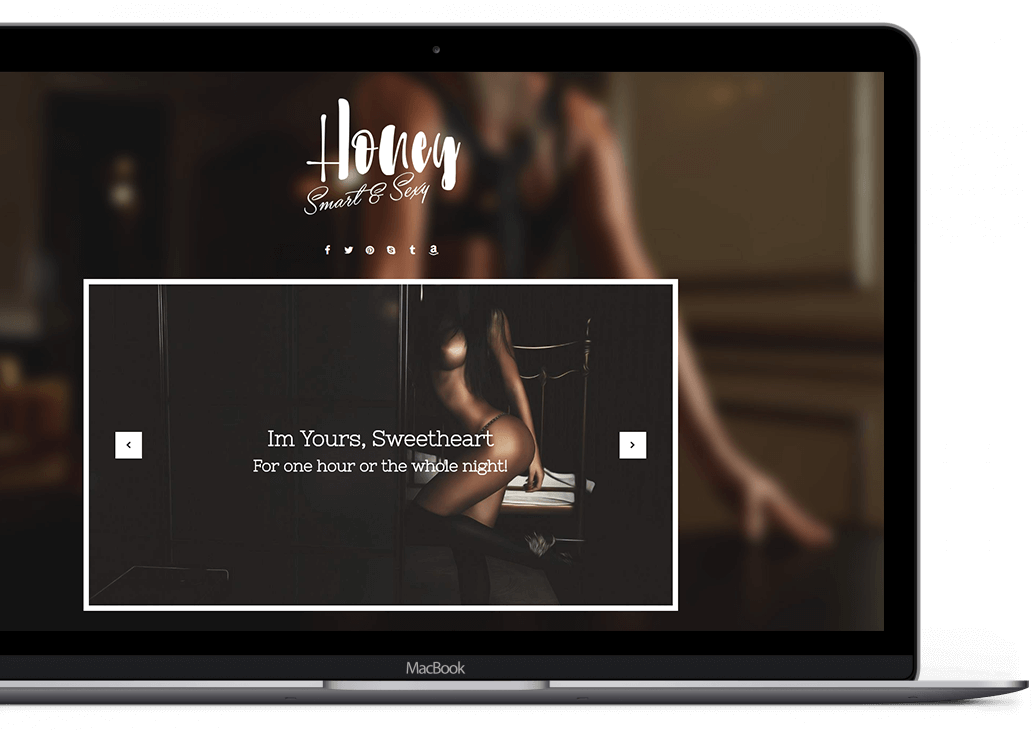 Honey
Smart & Sexy
Im Yours, Sweetheart
For one hour or the whole night!
MacBook